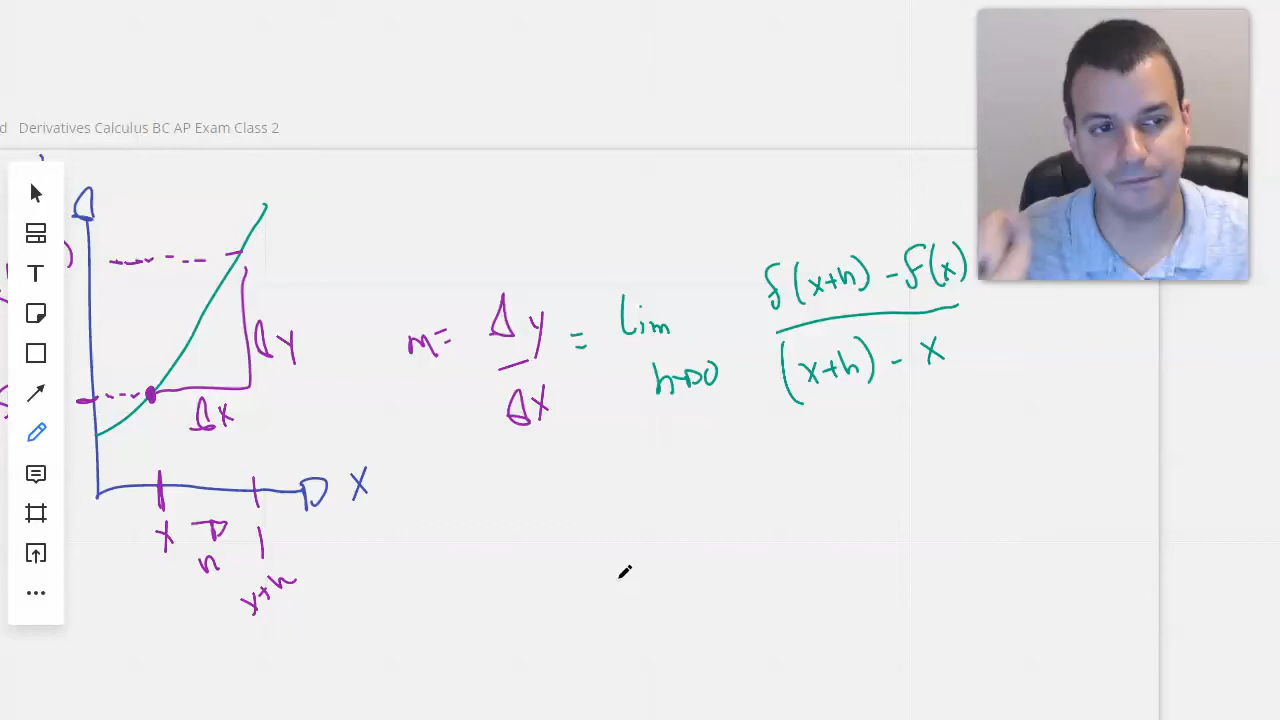 d Derivatives Calculus BC AP Exam Class 2
T
)
Δy
Δx
x
x
h
x+h
m= Δy = lim f(x+h) - f(x)
Δx h→0 (x+h) - x